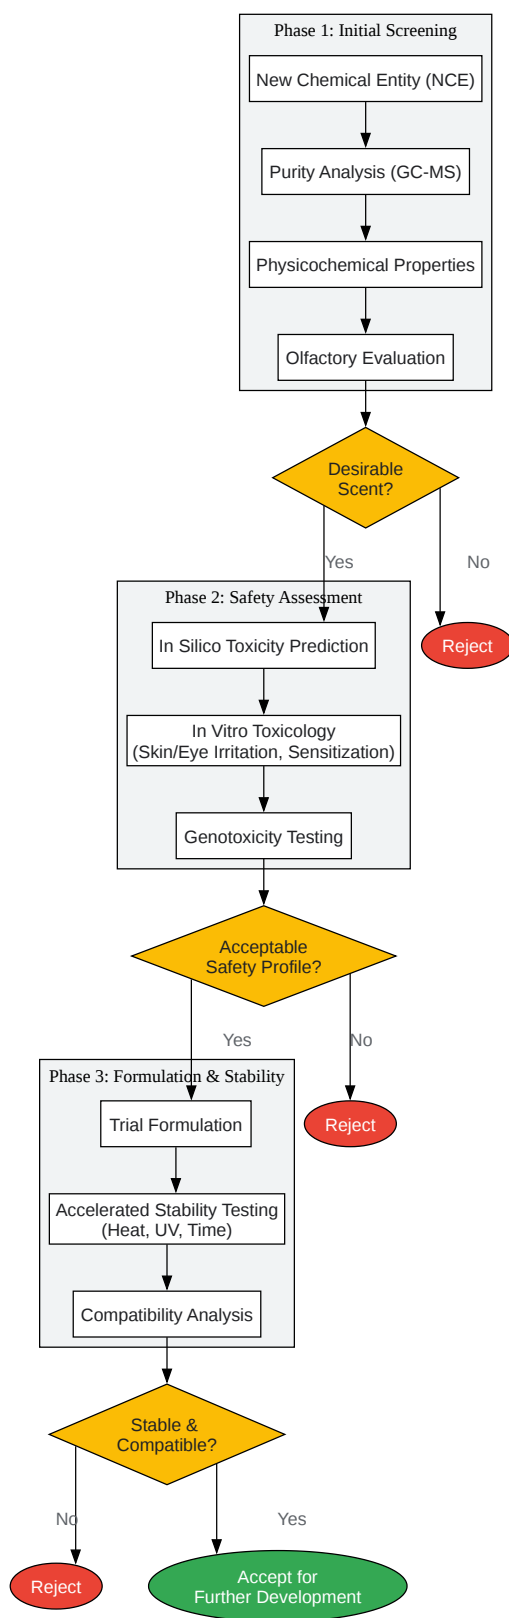 Phase 1: Initial Screening
New Chemical Entity (NCE)
Purity Analysis (GC-MS)
Physicochemical Properties
Olfactory Evaluation
Desirable
Scent?
Yes
No
Phase 2: Safety Assessment
In Silico Toxicity Prediction
Reject
In Vitro Toxicology
(Skin/Eye Irritation, Sensitization)
Genotoxicity Testing
Acceptable
Safety Profile?
Yes
No
Phase 3: Formulation & Stability
Trial Formulation
Reject
Accelerated Stability Testing
(Heat, UV, Time)
Compatibility Analysis
Stable &
Compatible?
No
Yes
Reject
Accept for
Further Development